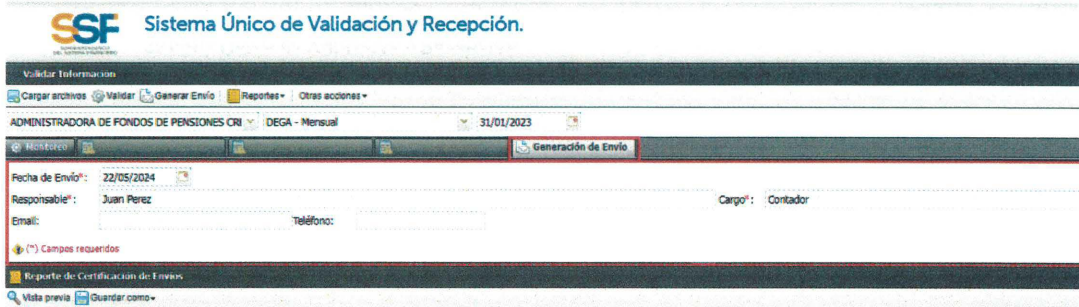 SSF Sistema Único de Validación y Recepción.
SUPERINTENDENCIA
DEL SISTEMA FINANCIERO
Validar Información
Cargar archivos Validar Generar Envío Reportes Otras acciones
ADMINISTRADORA DE FONDOS DE PENSIONES CRI DEGA - Mensual 31/01/2023
Monitoreo Generación de Envío
Fecha de Envío*: 22/05/2024
Responsable*: Juan Perez Cargo*: Contador
Email: Teléfono:
(*) Campos requeridos
Reporte de Certificación de Envíos
Vista previa Guardar como